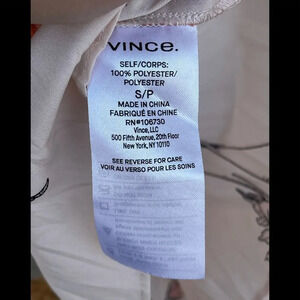 VINCE.
SELF/CORPS:
100% POLYESTER/
POLYESTER
S/P
MADE IN CHINA
FABRIQUÉ EN CHINE
RN#106730
Vince, LLC
500 Fifth Avenue, 20th Floor
New York, NY 10110
SEE REVERSE FOR CARE
VOIR AU VERSO POUR LES SOINS